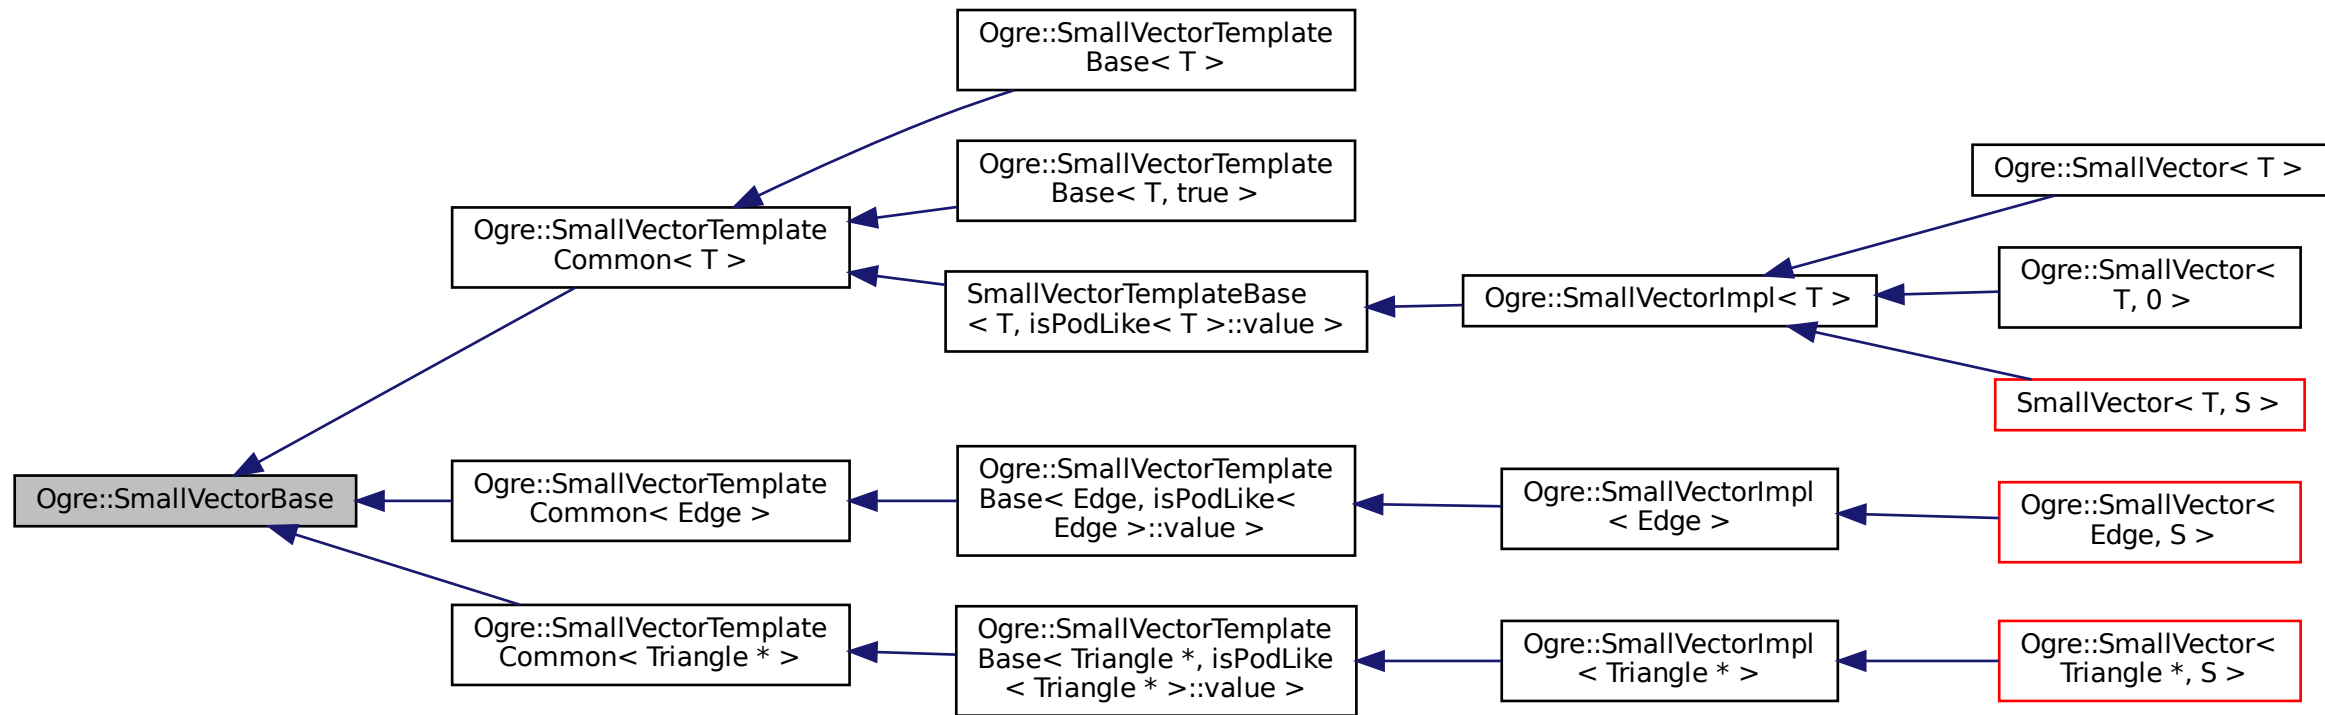 Ogre::SmallVectorBase
Ogre::SmallVectorTemplate
Common< T >
Ogre::SmallVectorTemplate
Base< T >
Ogre::SmallVectorTemplate
Base< T, true >
SmallVectorTemplateBase
< T, isPodLike< T >::value >
Ogre::SmallVectorImpl< T >
Ogre::SmallVector< T >
Ogre::SmallVector<
T, 0 >
SmallVector< T, S >
Ogre::SmallVectorTemplate
Common< Edge >
Ogre::SmallVectorTemplate
Base< Edge, isPodLike<
Edge >::value >
Ogre::SmallVectorImpl
< Edge >
Ogre::SmallVector<
Edge, S >
Ogre::SmallVectorTemplate
Common< Triangle * >
Ogre::SmallVectorTemplate
Base< Triangle *, isPodLike
< Triangle * >::value >
Ogre::SmallVectorImpl
< Triangle * >
Ogre::SmallVector<
Triangle *, S >